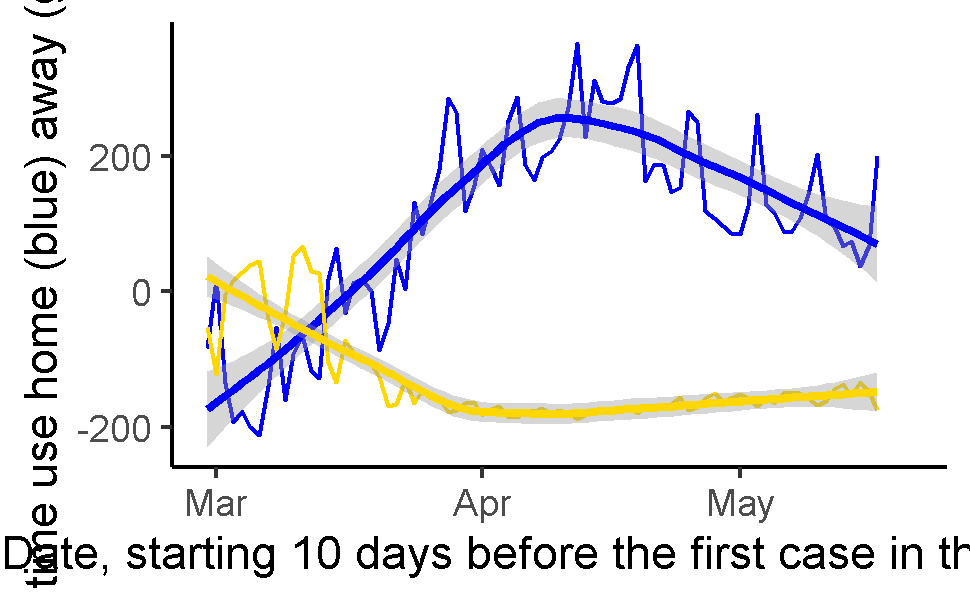 time use home (blue) away (
200
0
-200
Mar Apr May
Date, starting 10 days before the first case in th